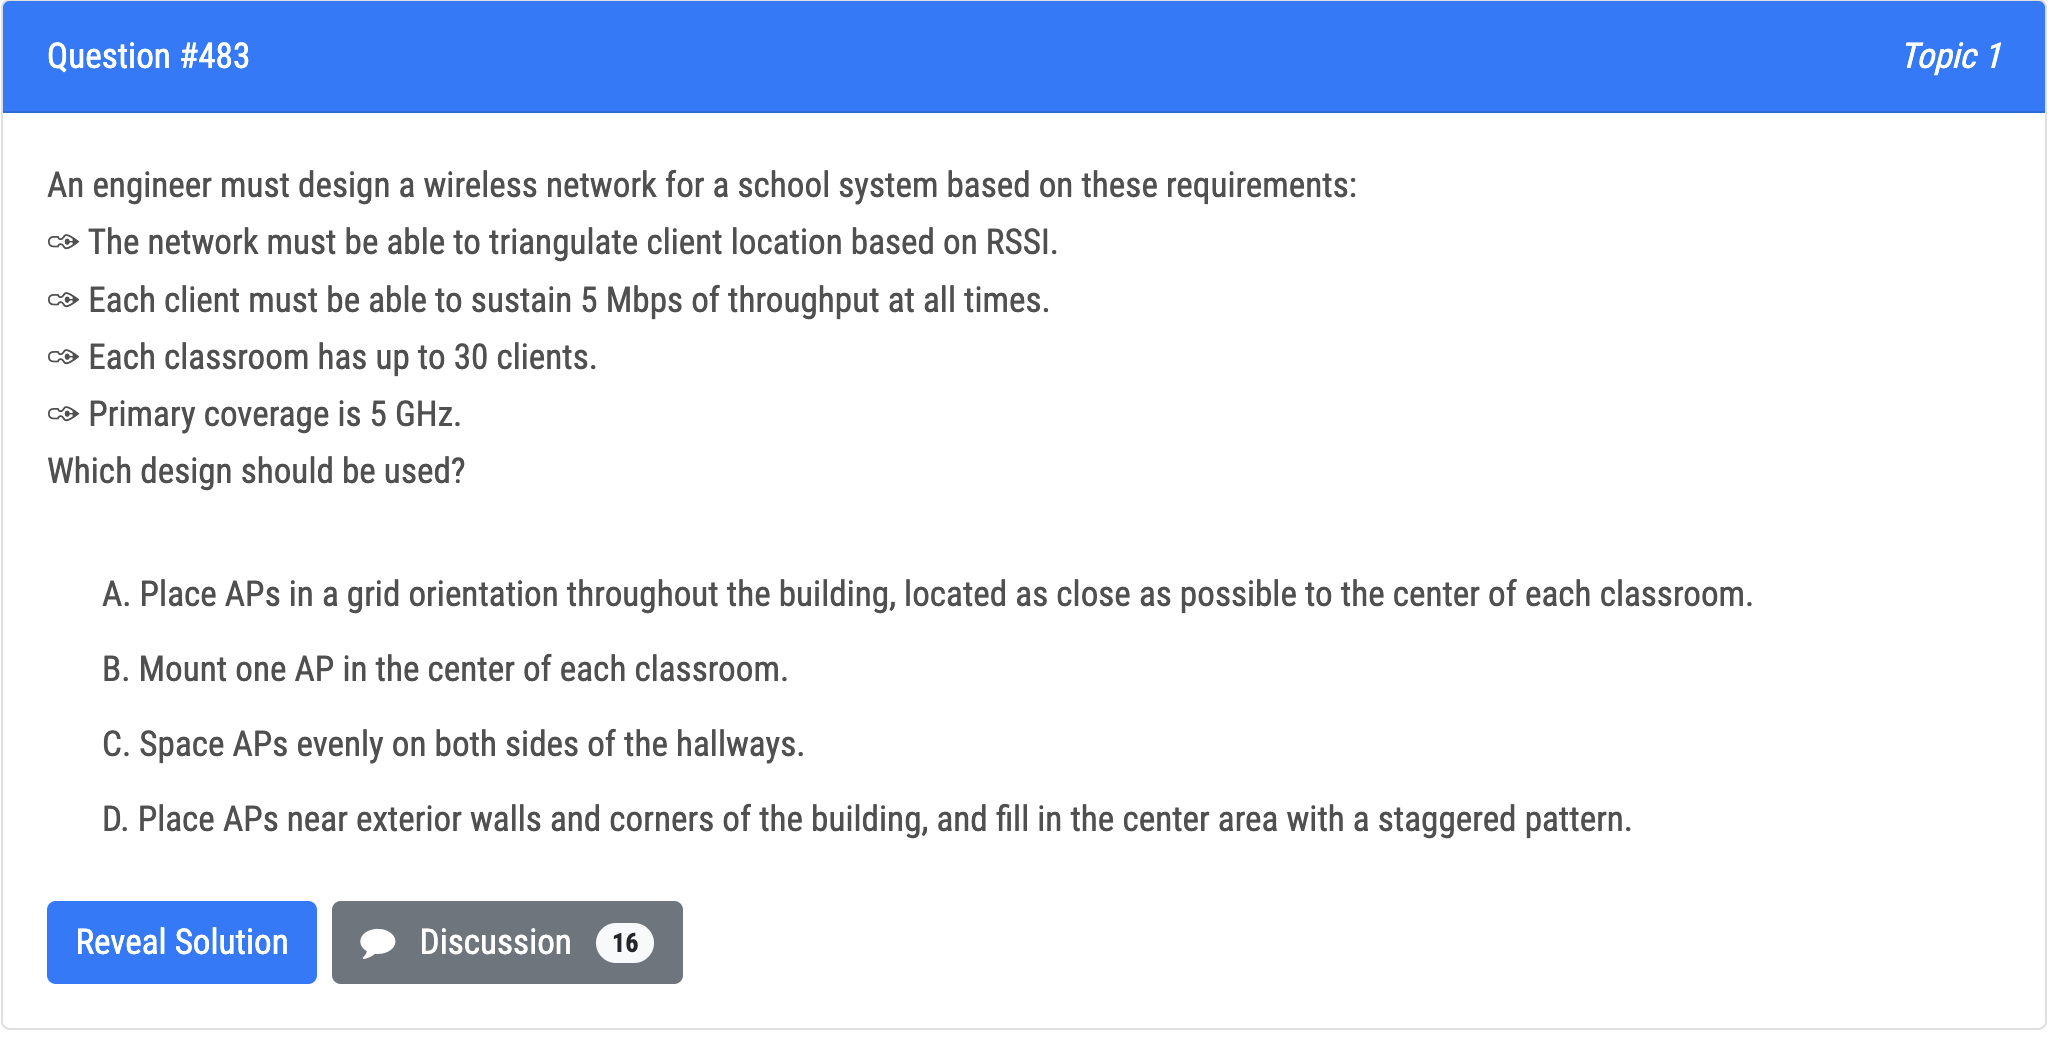 Question #483
Topic 1
An engineer must design a wireless network for a school system based on these requirements:
The network must be able to triangulate client location based on RSSI.
Each client must be able to sustain 5 Mbps of throughput at all times.
Each classroom has up to 30 clients.
Primary coverage is 5 GHz.
Which design should be used?
A. Place APs in a grid orientation throughout the building, located as close as possible to the center of each classroom.
B. Mount one AP in the center of each classroom.
C. Space APs evenly on both sides of the hallways.
D. Place APs near exterior walls and corners of the building, and fill in the center area with a staggered pattern.
Reveal Solution
Discussion 16